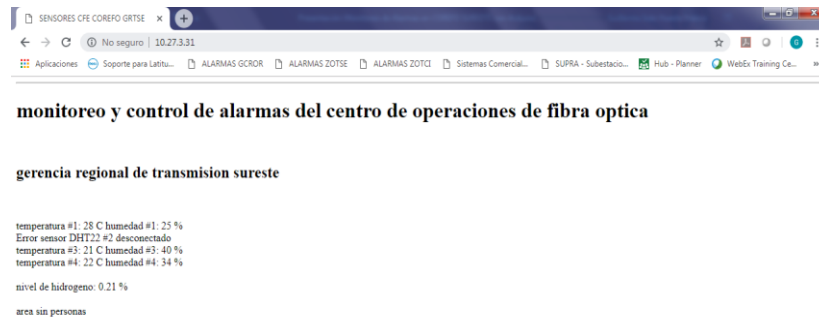 SENSORES CFE COREFO GRTSE
No seguro | 10.27.3.31
Aplicaciones Soporte para Latitu... ALARMAS GCROR ALARMAS ZOTSE ALARMAS ZOTCI Sistemas Comercial... SUPRA - Subestacio... Hub - Planner WebEx Training Ce...
monitoreo y control de alarmas del centro de operaciones de fibra optica
gerencia regional de transmision sureste
temperatura #1: 28 C humedad #1: 25 %
Error sensor DHT22 #2 desconectado
temperatura #3: 21 C humedad #3: 40 %
temperatura #4: 22 C humedad #4: 34 %
nivel de hidrogeno: 0.21 %
area sin personas